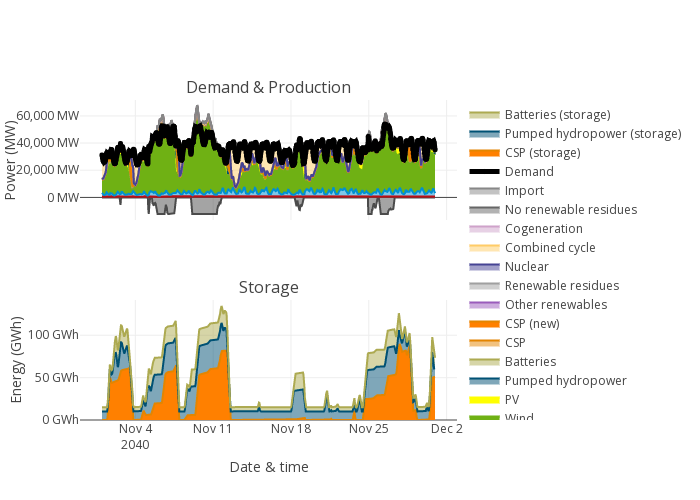 Demand & Production
Power (MW)
60,000 MW
40,000 MW
20,000 MW
0 MW
Storage
Energy (GWh)
100 GWh
50 GWh
0 GWh
Nov 4
2040
Nov 11
Nov 18
Nov 25
Dec 2
Date & time
Batteries (storage)
Pumped hydropower (storage)
CSP (storage)
Demand
Import
No renewable residues
Cogeneration
Combined cycle
Nuclear
Renewable residues
Other renewables
CSP (new)
CSP
Batteries
Pumped hydropower
PV
Wind